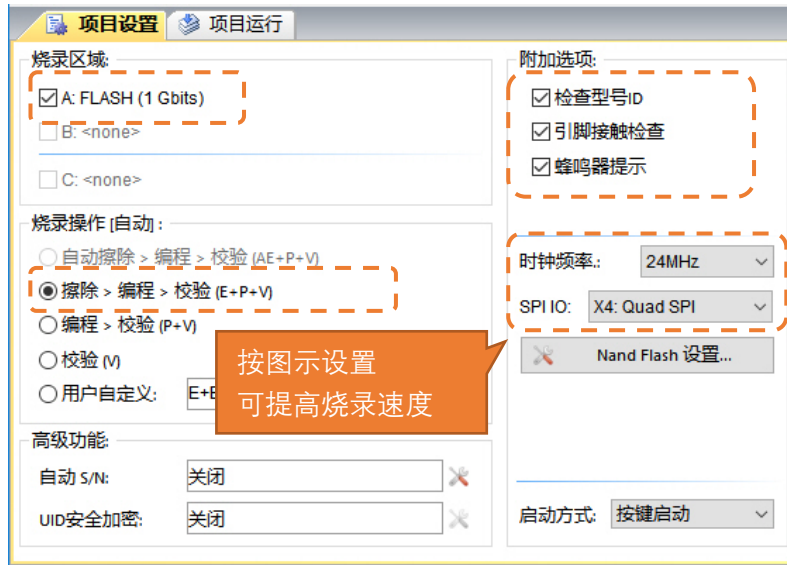 项目设置
项目运行
烧录区域:
A: FLASH (1 Gbits)
B: <none>
C: <none>
烧录操作 [自动] :
自动擦除 > 编程 > 校验 (AE+P+V)
擦除 > 编程 > 校验 (E+P+V)
编程 > 校验 (P+V)
校验 (V)
用户自定义:
按图示设置
可提高烧录速度
高级功能:
自动 S/N:
关闭
UID安全加密:
关闭
附加选项:
检查型号ID
引脚接触检查
蜂鸣器提示
时钟频率.:
24MHz
SPI IO:
X4: Quad SPI
Nand Flash 设置...
启动方式:
按键启动